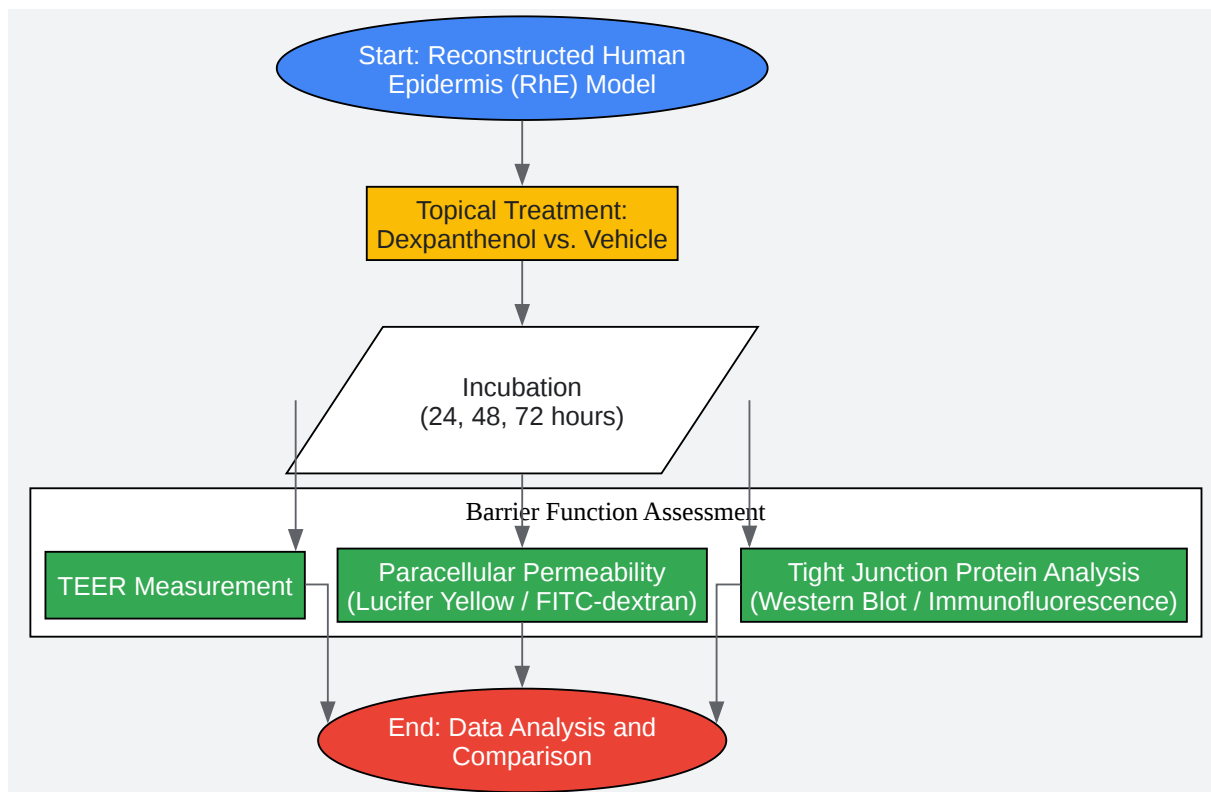 Start: Reconstructed Human
Epidermis (RhE) Model
Topical Treatment:
Dexpanthenol vs. Vehicle
Incubation
(24, 48, 72 hours)
Barrier Function Assessment
TEER Measurement
Paracellular Permeability
(Lucifer Yellow / FITC-dextran)
Tight Junction Protein Analysis
(Western Blot / Immunofluorescence)
End: Data Analysis and
Comparison